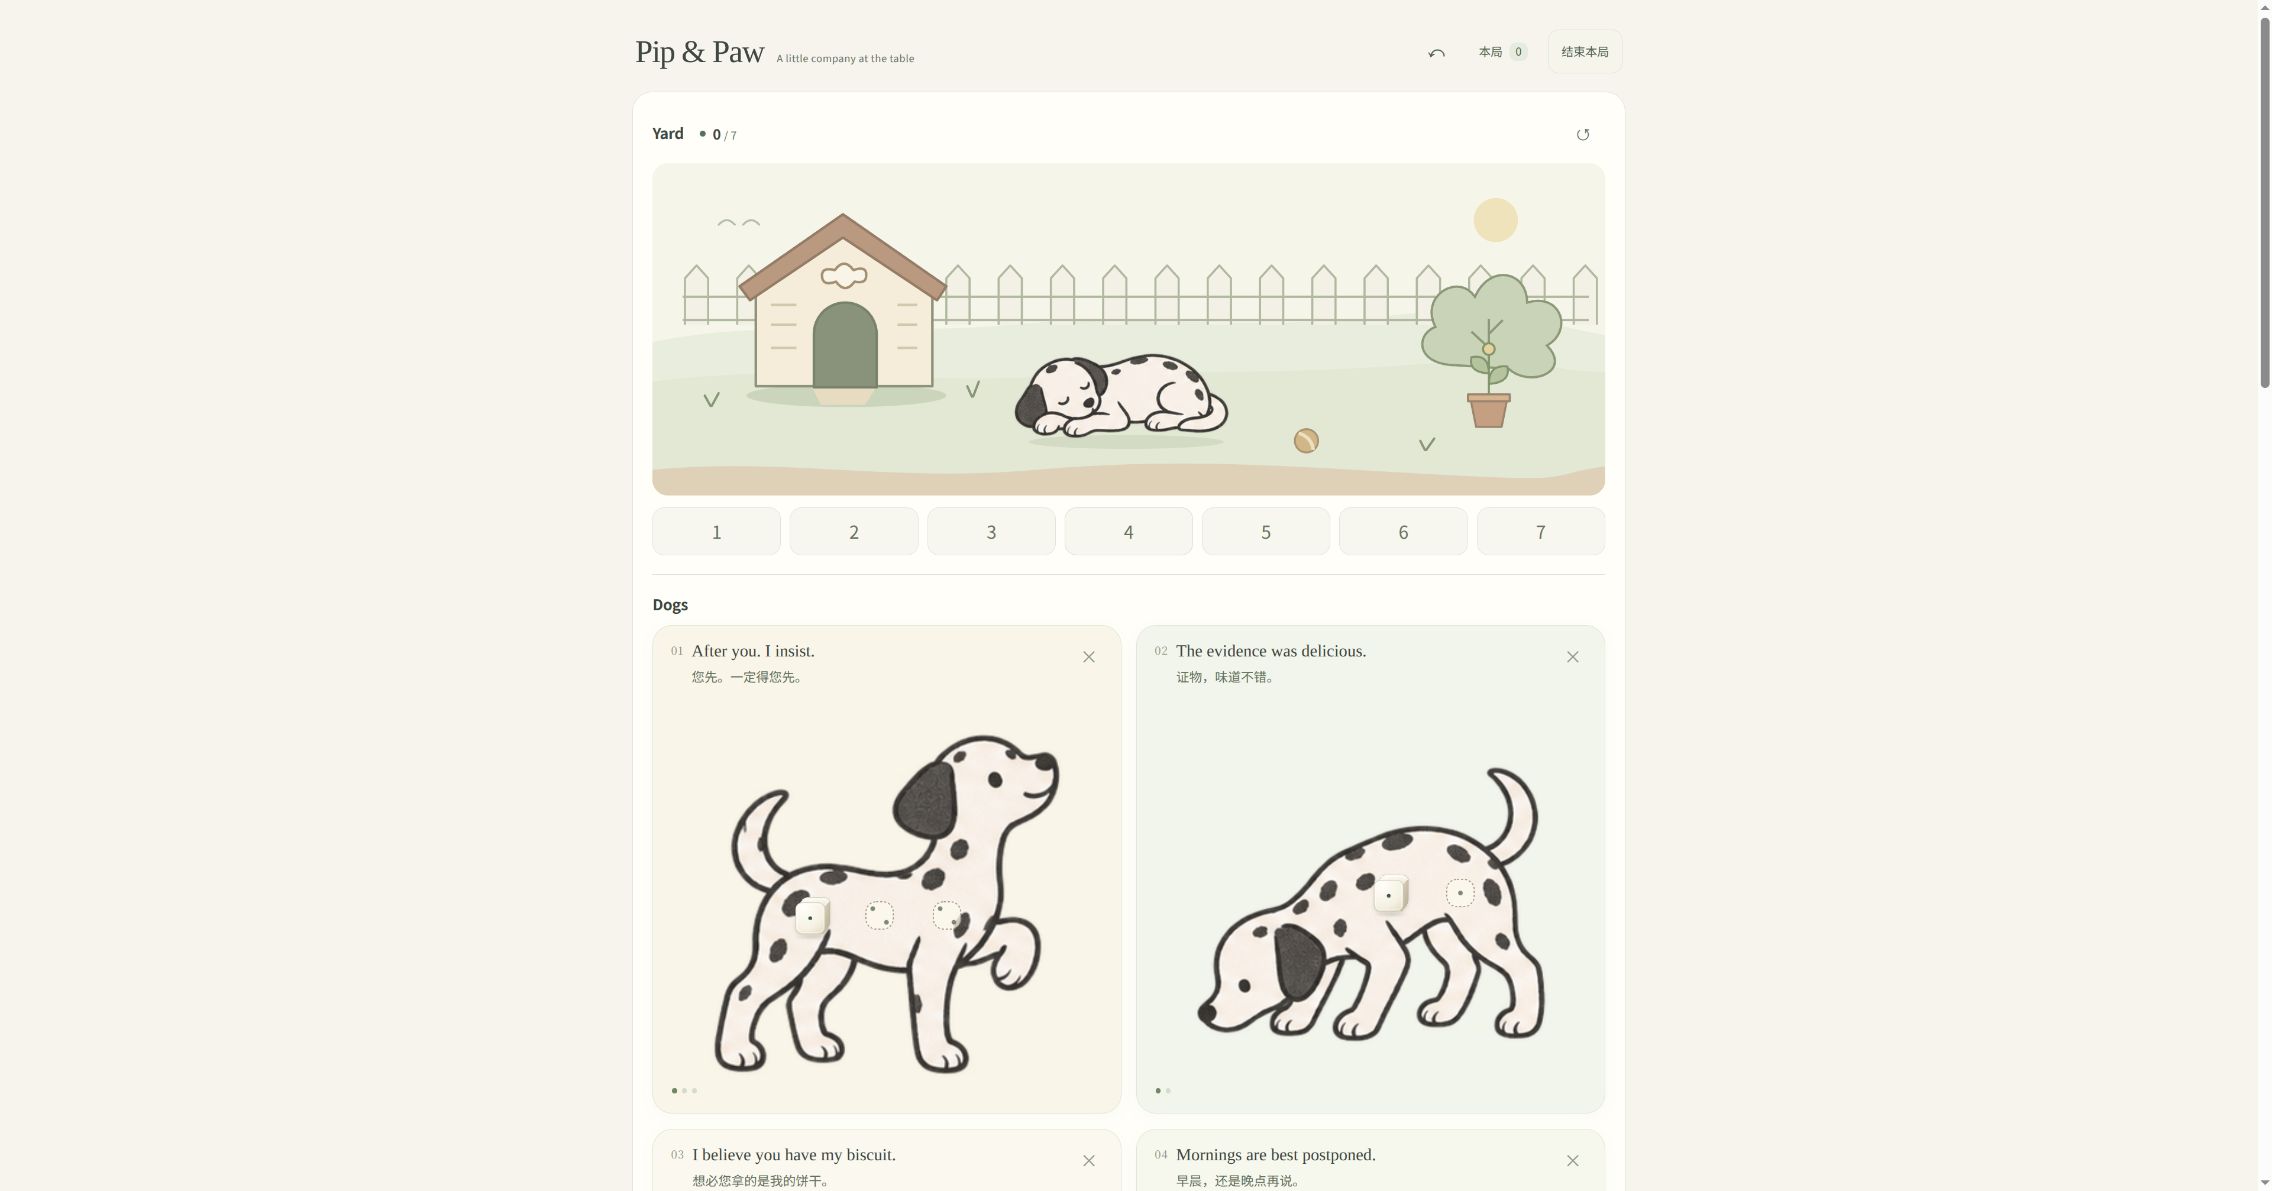 Pip & Paw
A little company at the table
本局 0
结束本局
Yard • 0 / 7
1
2
3
4
5
6
7
Dogs
01 After you. I insist.
您先。一定得您先。
02 The evidence was delicious.
证物，味道不错。
03 I believe you have my biscuit.
想必您拿的是我的饼干。
04 Mornings are best postponed.
早晨，还是晚点再说。